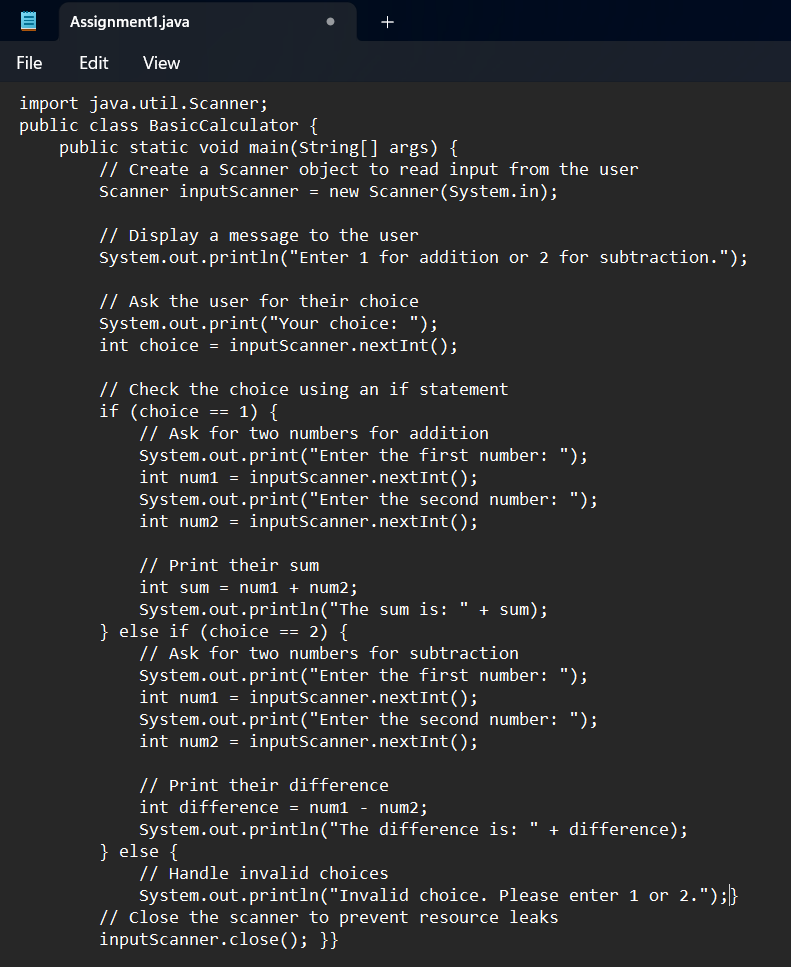 Assignment1.java
File Edit View
import java.util.Scanner;
public class BasicCalculator {
    public static void main(String[] args) {
        // Create a Scanner object to read input from the user
        Scanner inputScanner = new Scanner(System.in);

        // Display a message to the user
        System.out.println("Enter 1 for addition or 2 for subtraction.");

        // Ask the user for their choice
        System.out.print("Your choice: ");
        int choice = inputScanner.nextInt();

        // Check the choice using an if statement
        if (choice == 1) {
            // Ask for two numbers for addition
            System.out.print("Enter the first number: ");
            int num1 = inputScanner.nextInt();
            System.out.print("Enter the second number: ");
            int num2 = inputScanner.nextInt();

            // Print their sum
            int sum = num1 + num2;
            System.out.println("The sum is: " + sum);
        } else if (choice == 2) {
            // Ask for two numbers for subtraction
            System.out.print("Enter the first number: ");
            int num1 = inputScanner.nextInt();
            System.out.print("Enter the second number: ");
            int num2 = inputScanner.nextInt();

            // Print their difference
            int difference = num1 - num2;
            System.out.println("The difference is: " + difference);
        } else {
            // Handle invalid choices
            System.out.println("Invalid choice. Please enter 1 or 2.");}
        // Close the scanner to prevent resource leaks
        inputScanner.close(); }}